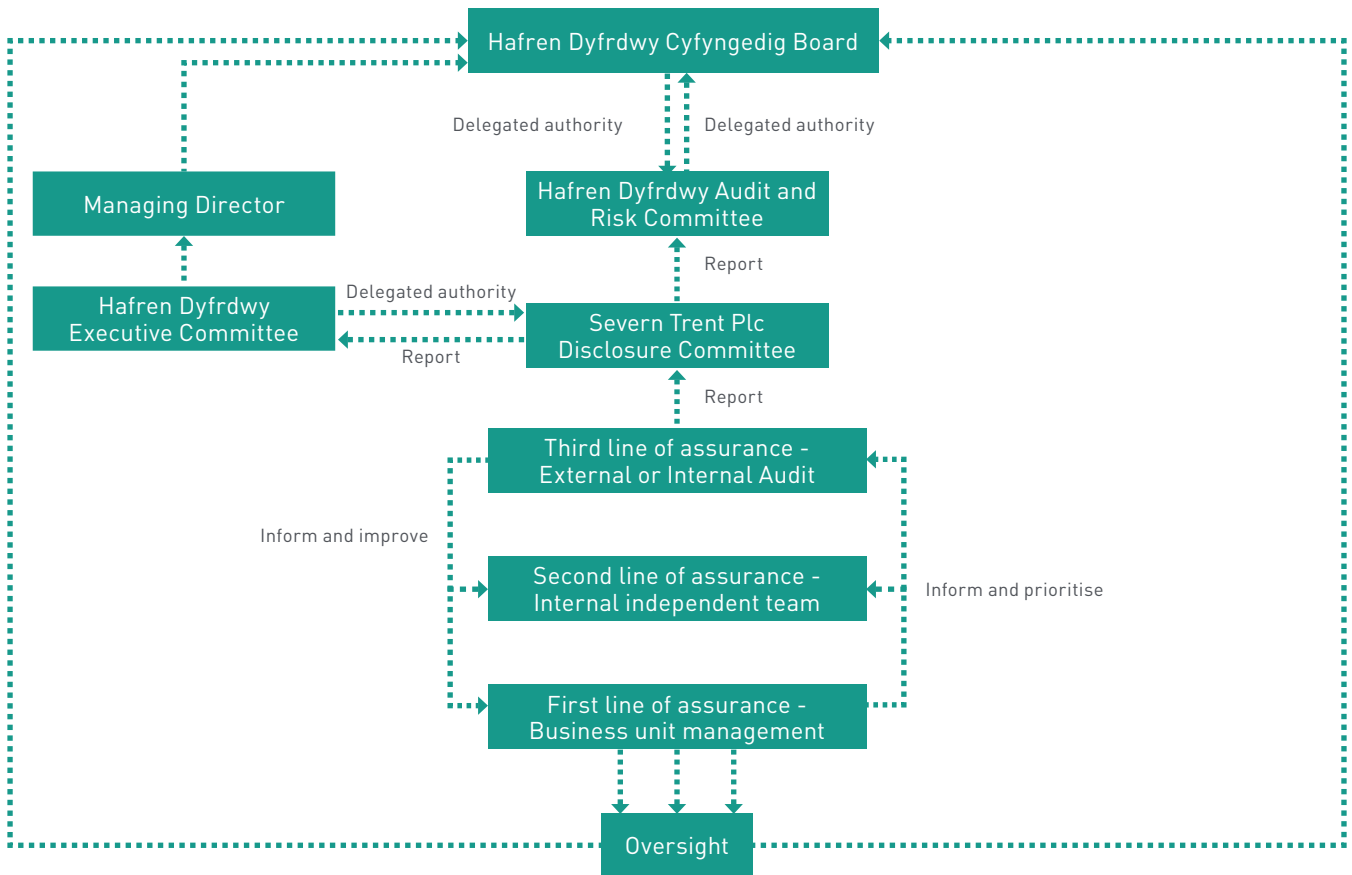 Hafren Dyfrdwy Cyfyngedig Board
Delegated authority
Delegated authority
Managing Director
Hafren Dyfrdwy Audit and
Risk Committee
Report
Hafren Dyfrdwy
Executive Committee
Delegated authority
Report
Severn Trent Plc
Disclosure Committee
Report
Third line of assurance -
External or Internal Audit
Inform and improve
Second line of assurance -
Internal independent team
Inform and prioritise
First line of assurance -
Business unit management
Oversight